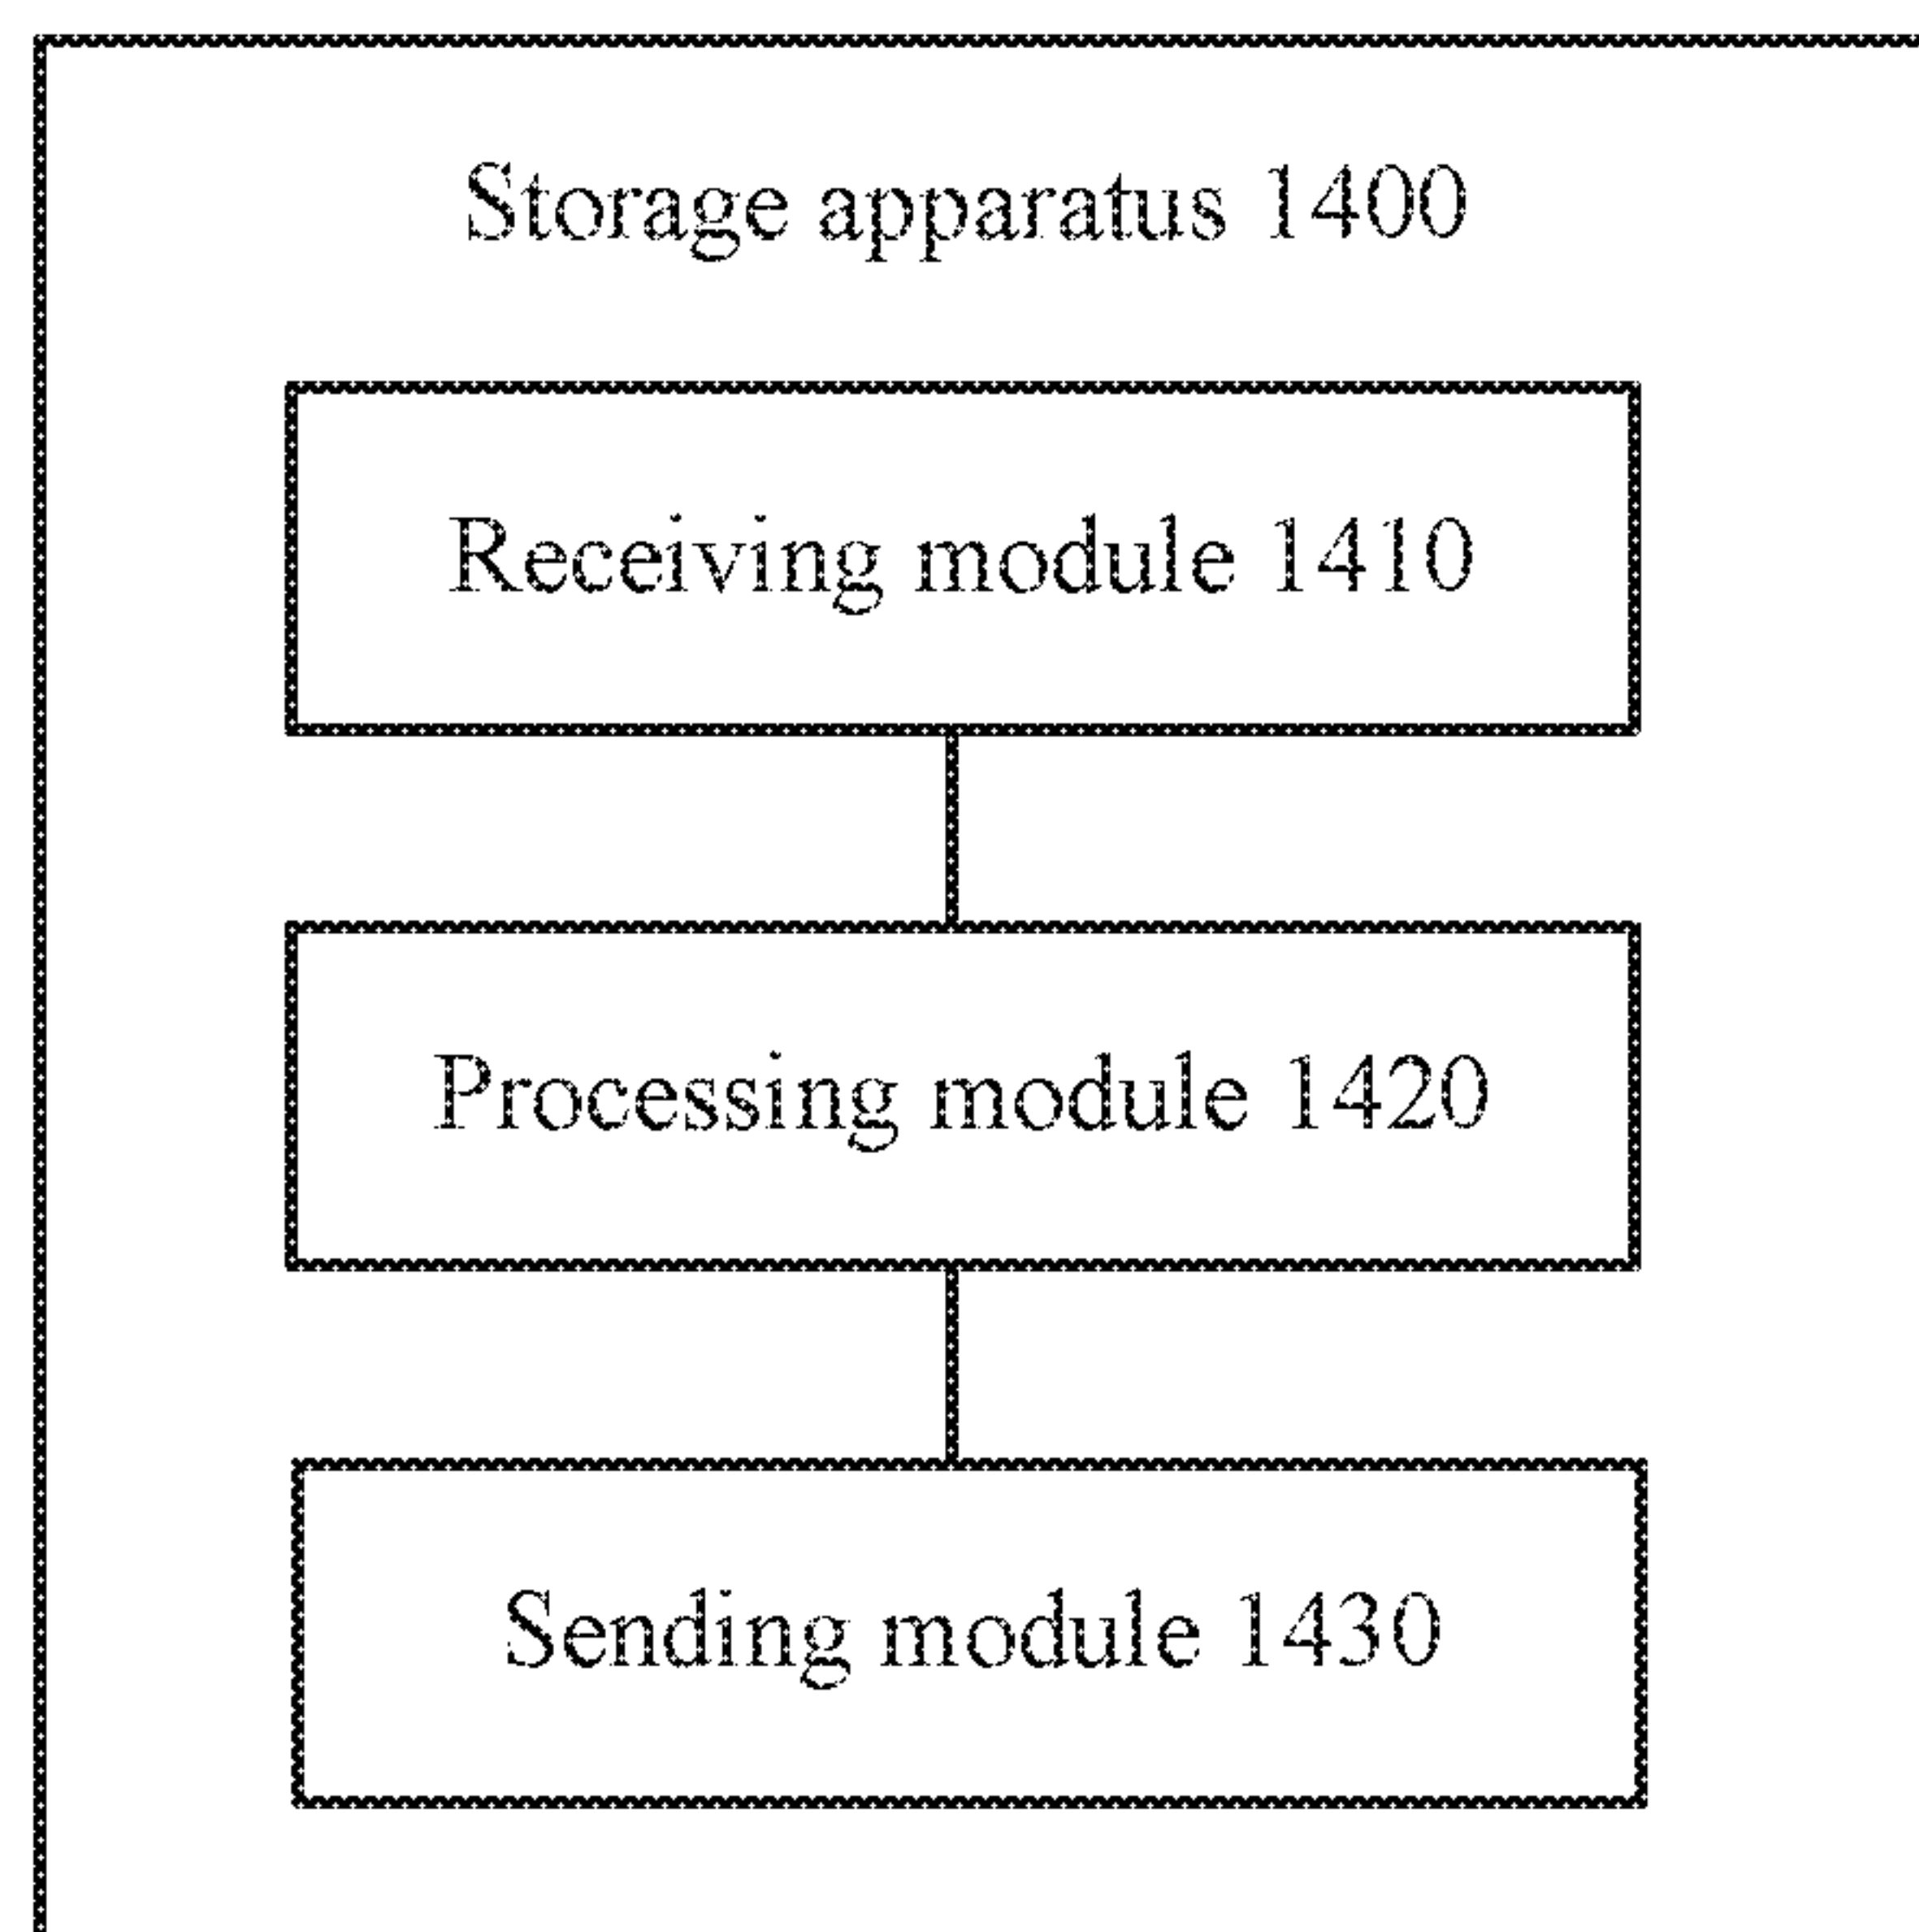 Storage apparatus 1400
Receiving module 1410
Processing module 1420
Sending module 1430